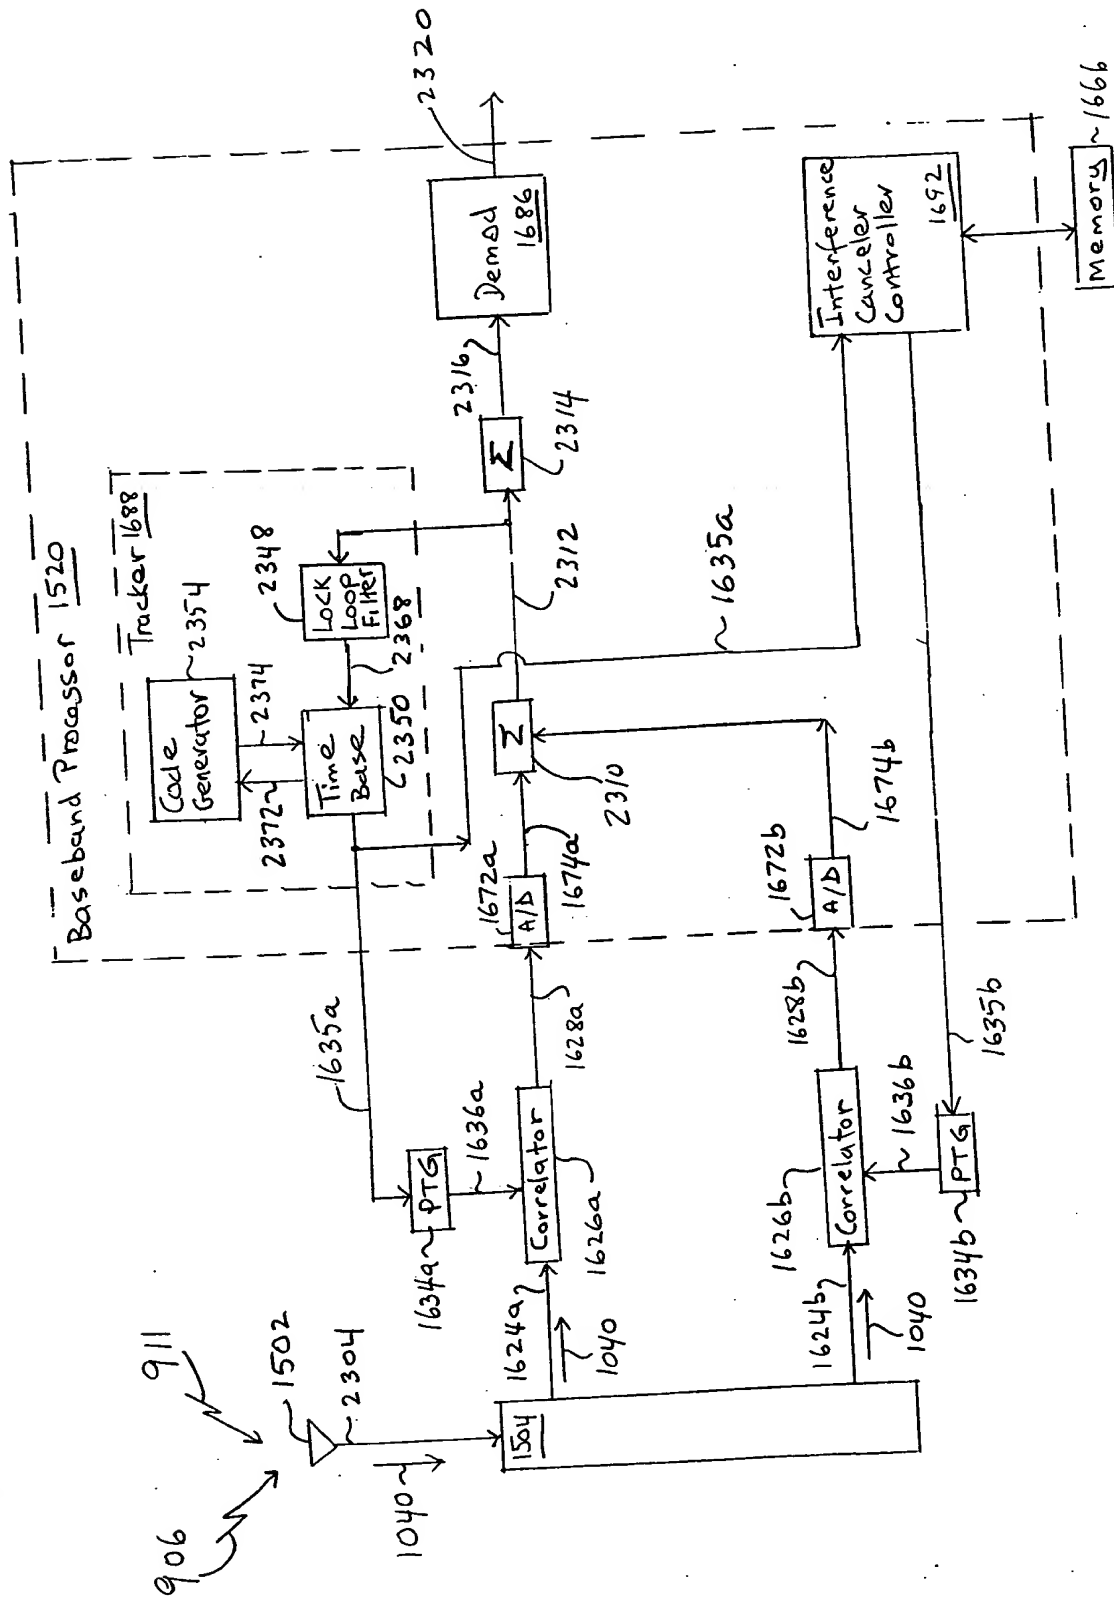 Baseband Processor 1520
Tracker 1688
Code
Generator
2354
2372
2374
Time
Base
2350
2368
Lock
Loop
Filter
2348
911
906
1502
2304
1040
1504
1635a
1634a
PTG
1636a
1624a
1040
Correlator
1626a
1628a
1672a
A/D
1674a
Σ
2310
2312
Σ
2314
2316
Demod
1686
2320
1635a
1624b
1040
1626b
Correlator
1636b
1634b
PTG
1628b
1672b
A/D
1674b
1635b
Interference
Canceler
Controller
1692
Memory
1666